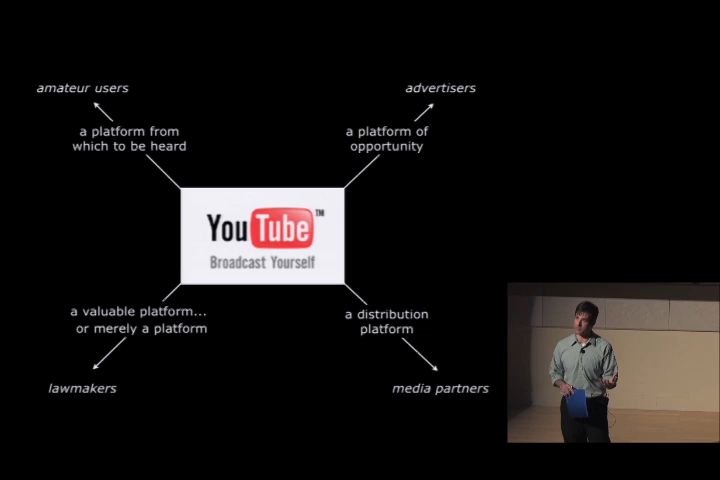 amateur users
advertisers
a platform from
which to be heard
a platform of
opportunity
YouTube™
Broadcast Yourself
a valuable platform...
or merely a platform
a distribution
platform
lawmakers
media partners